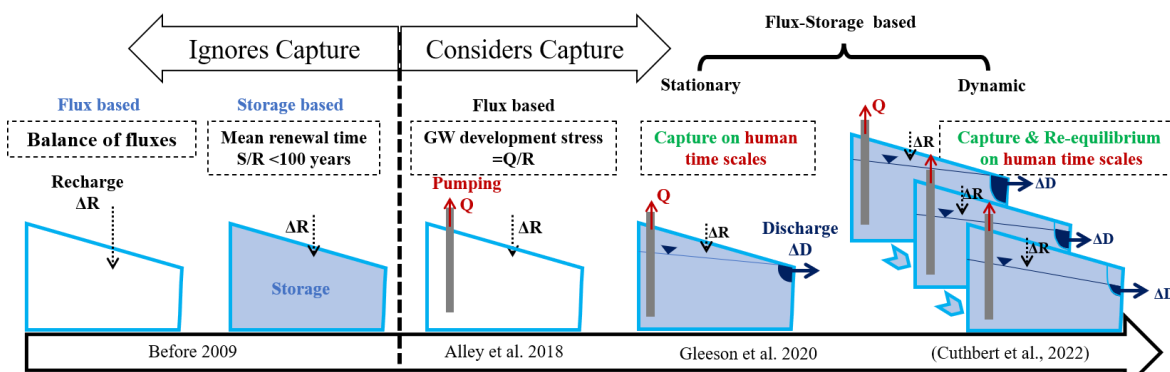 Ignores Capture
Considers Capture
Flux-Storage based
Stationary
Dynamic
Flux based
Storage based
Flux based
Balance of fluxes
Mean renewal time
S/R <100 years
GW development stress
=Q/R
Capture on human
time scales
Capture & Re-equilibrium
on human time scales
Recharge
ΔR
ΔR
Storage
Pumping
Q
ΔR
Q
ΔR
Discharge
ΔD
Q
ΔR
ΔD
ΔR
ΔD
ΔR
ΔD
Before 2009
Alley et al. 2018
Gleeson et al. 2020
(Cuthbert et al., 2022)